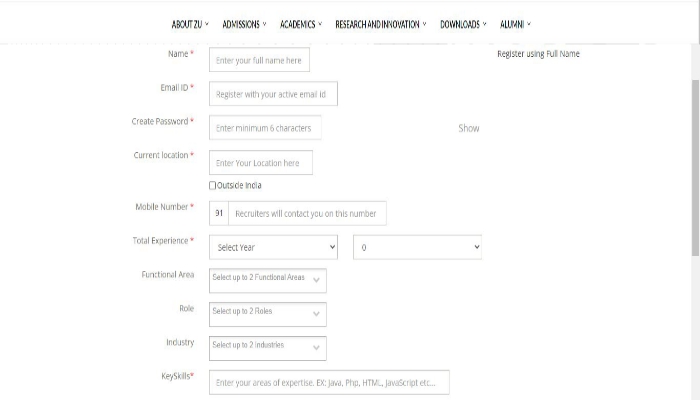 ABOUT ZU ADMISSIONS ACADEMICS RESEARCH AND INNOVATION DOWNLOADS ALUMNI
Name * Enter your full name here Register using Full Name
Email ID * Register with your active email id
Create Password * Enter minimum 6 characters Show
Current location * Enter Your Location here
Outside India
Mobile Number * 91 Recruiters will contact you on this number
Total Experience * Select Year 0
Functional Area Select up to 2 Functional Areas
Role Select up to 2 Roles
Industry Select up to 2 Industries
KeySkills* Enter your areas of expertise. EX: Java, Php, HTML, JavaScript etc...